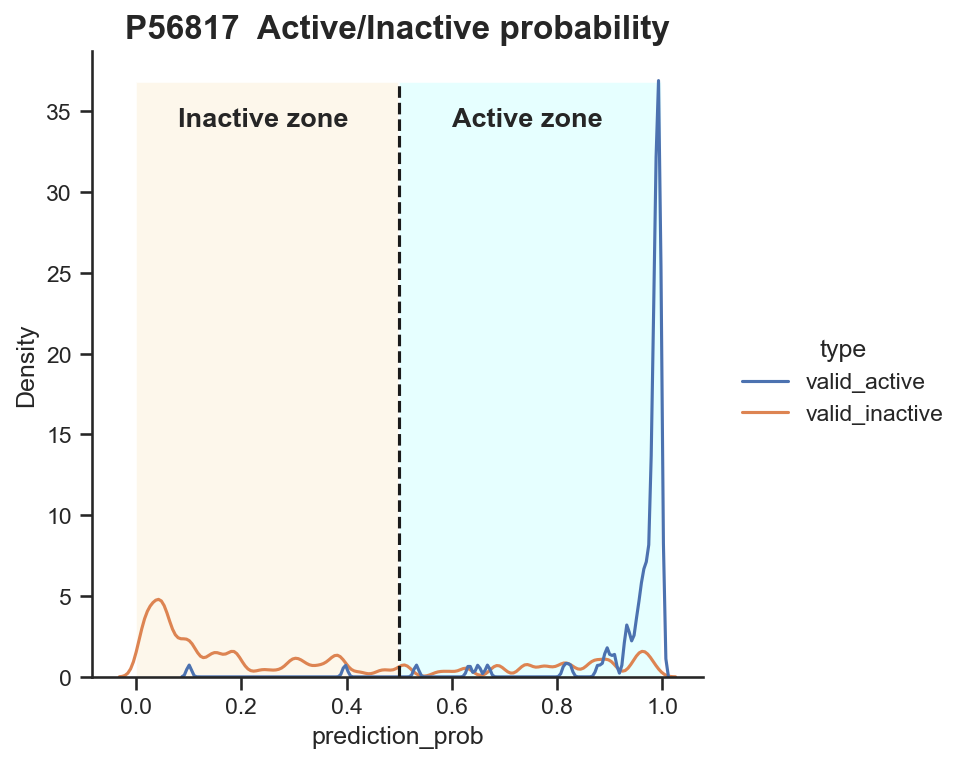 P56817  Active/Inactive probability
Inactive zone
Active zone
35
30
25
20
15
10
5
0
Density
0.0
0.2
0.4
0.6
0.8
1.0
prediction_prob
type
valid_active
valid_inactive